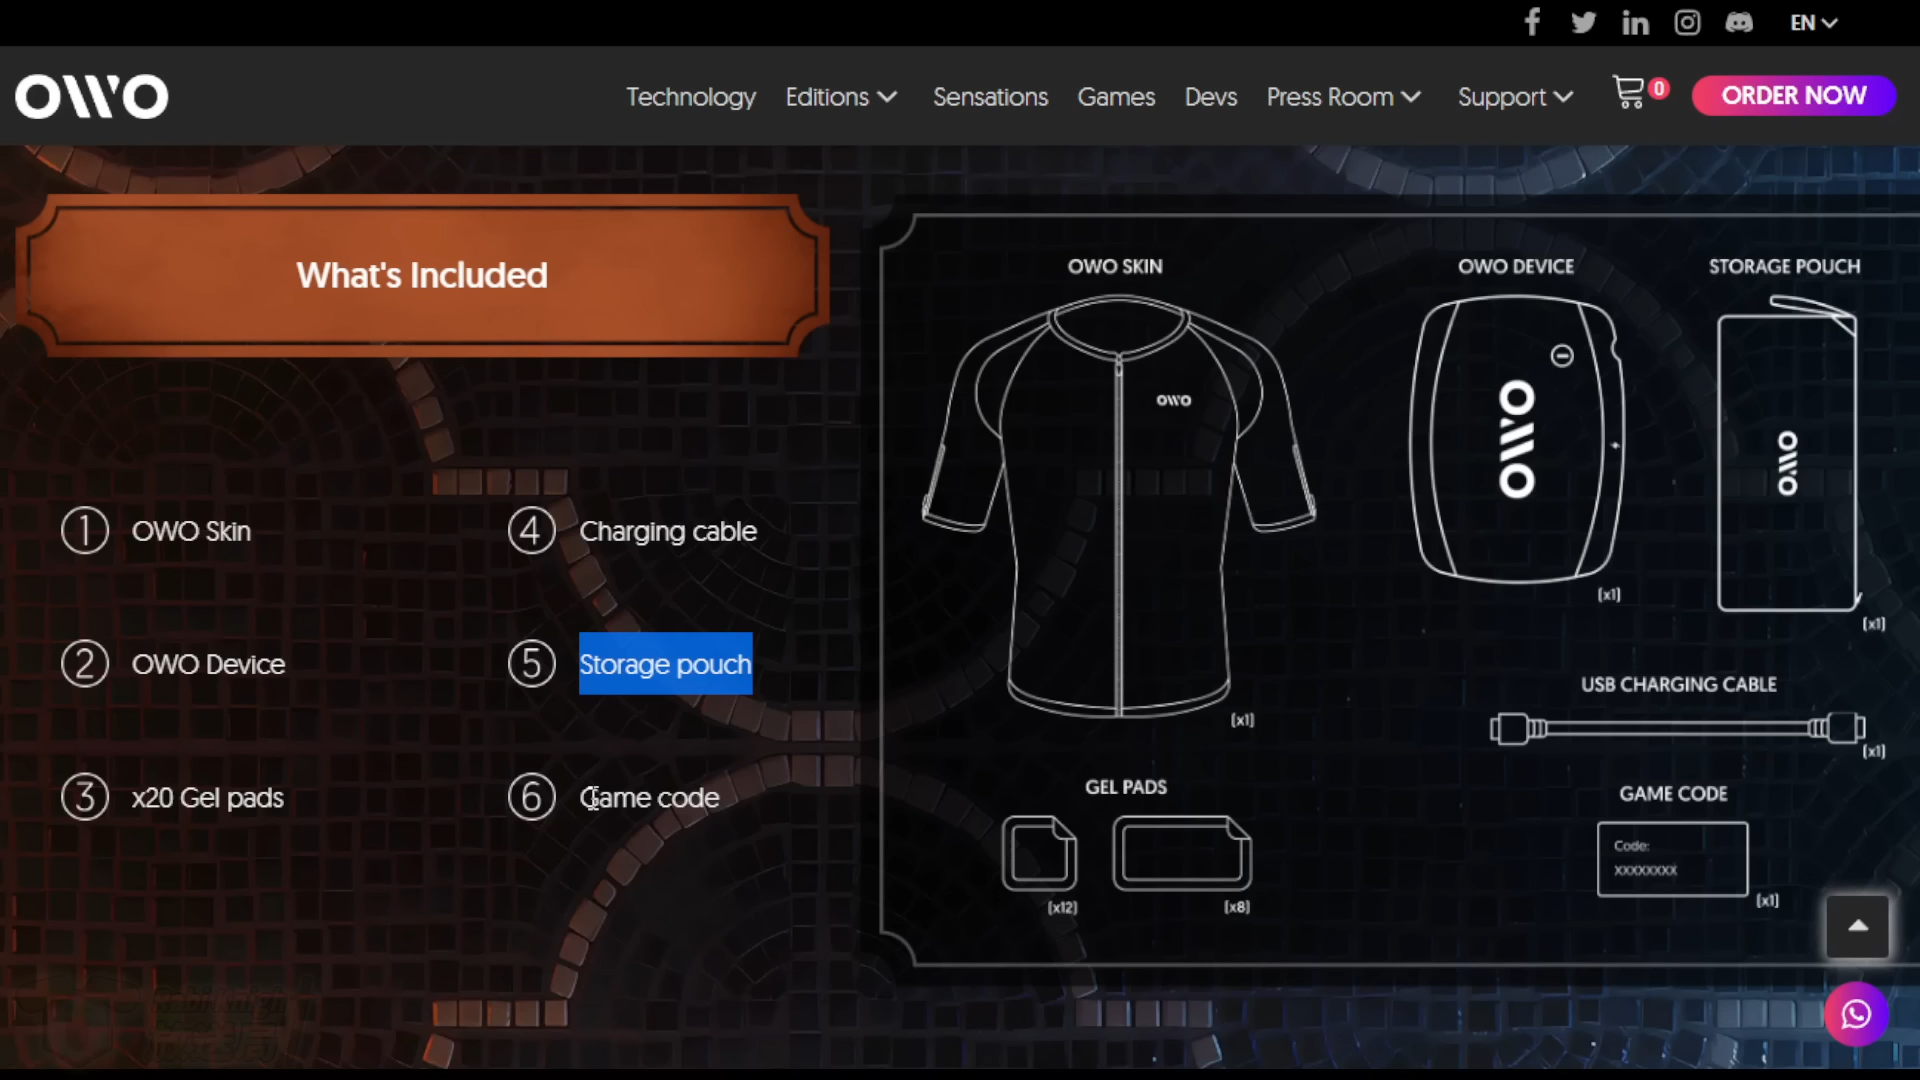 EN
OWO
Technology Editions Sensations Games Devs Press Room Support 0 ORDER NOW
What's Included
1 OWO Skin
2 OWO Device
3 x20 Gel pads
4 Charging cable
5 Storage pouch
6 Game code
OWO SKIN
OWO
(x1)
OWO DEVICE
OWO
(x1)
STORAGE POUCH
OWO
(x1)
USB CHARGING CABLE
(x1)
GEL PADS
(x12)
(x8)
GAME CODE
Code:
XXXXXXXX
(x1)